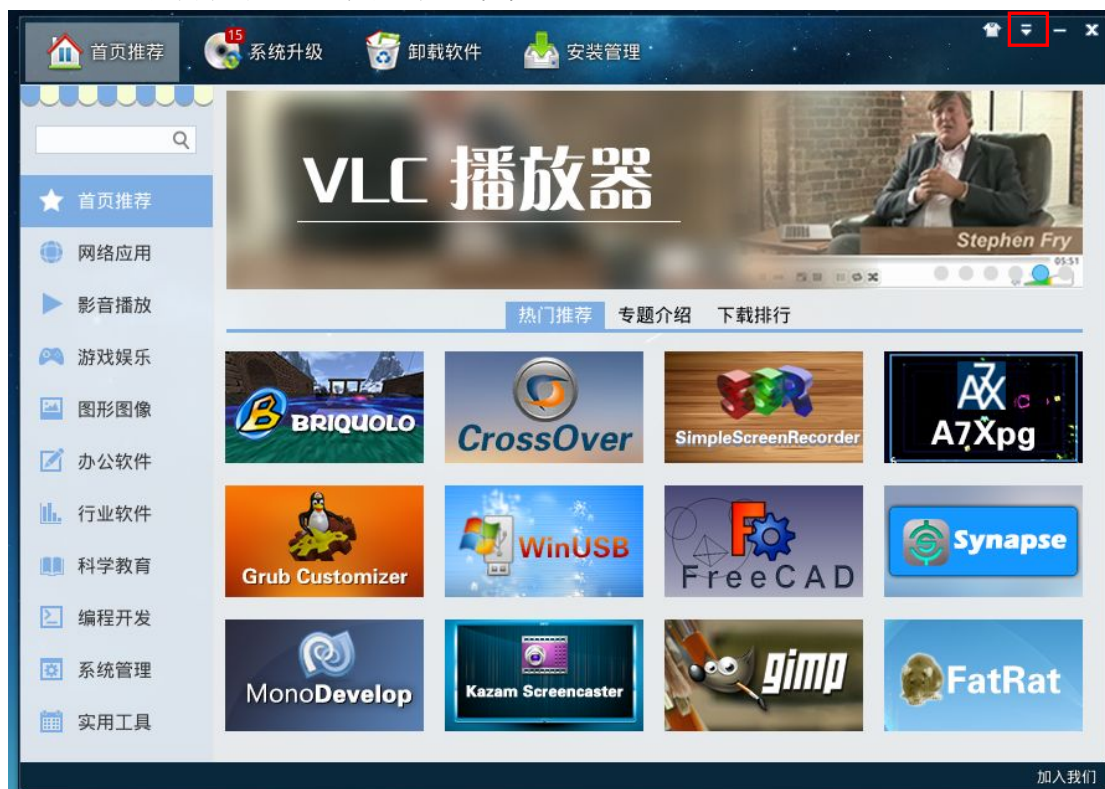 首页推荐
15
系统升级
卸载软件
安装管理
首页推荐
网络应用
影音播放
游戏娱乐
图形图像
办公软件
行业软件
科学教育
编程开发
系统管理
实用工具
VLC 播放器
Stephen Fry
05:51
热门推荐 专题介绍 下载排行
BRIQUOLO
CrossOver
SSR
SimpleScreenRecorder
A7X
A7Xpg
Grub Customizer
WinUSB
FreeCAD
Synapse
MonoDevelop
Kazam Screencaster
gimp
FatRat
加入我们